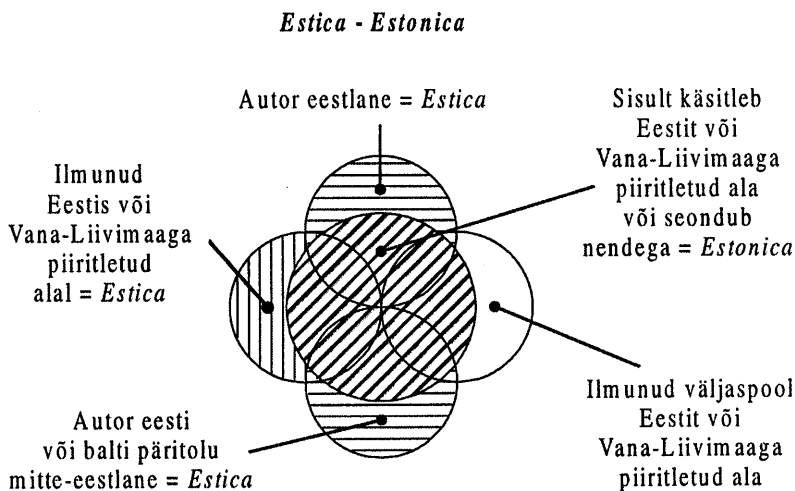 Estica - Estonica
Autor eestlane = Estica
Sisult käsitleb
Eestit või
Vana-Liivimaaga
piiritletud ala
või seondub
nendega = Estonica
Ilmunud
Eestis või
Vana-Liivimaaga
piiritletud
alal = Estica
Autor eesti
või balti päritolu
mitte-eestlane = Estica
Ilmunud väljaspool
Eestit või
Vana-Liivimaaga
piiritletud ala